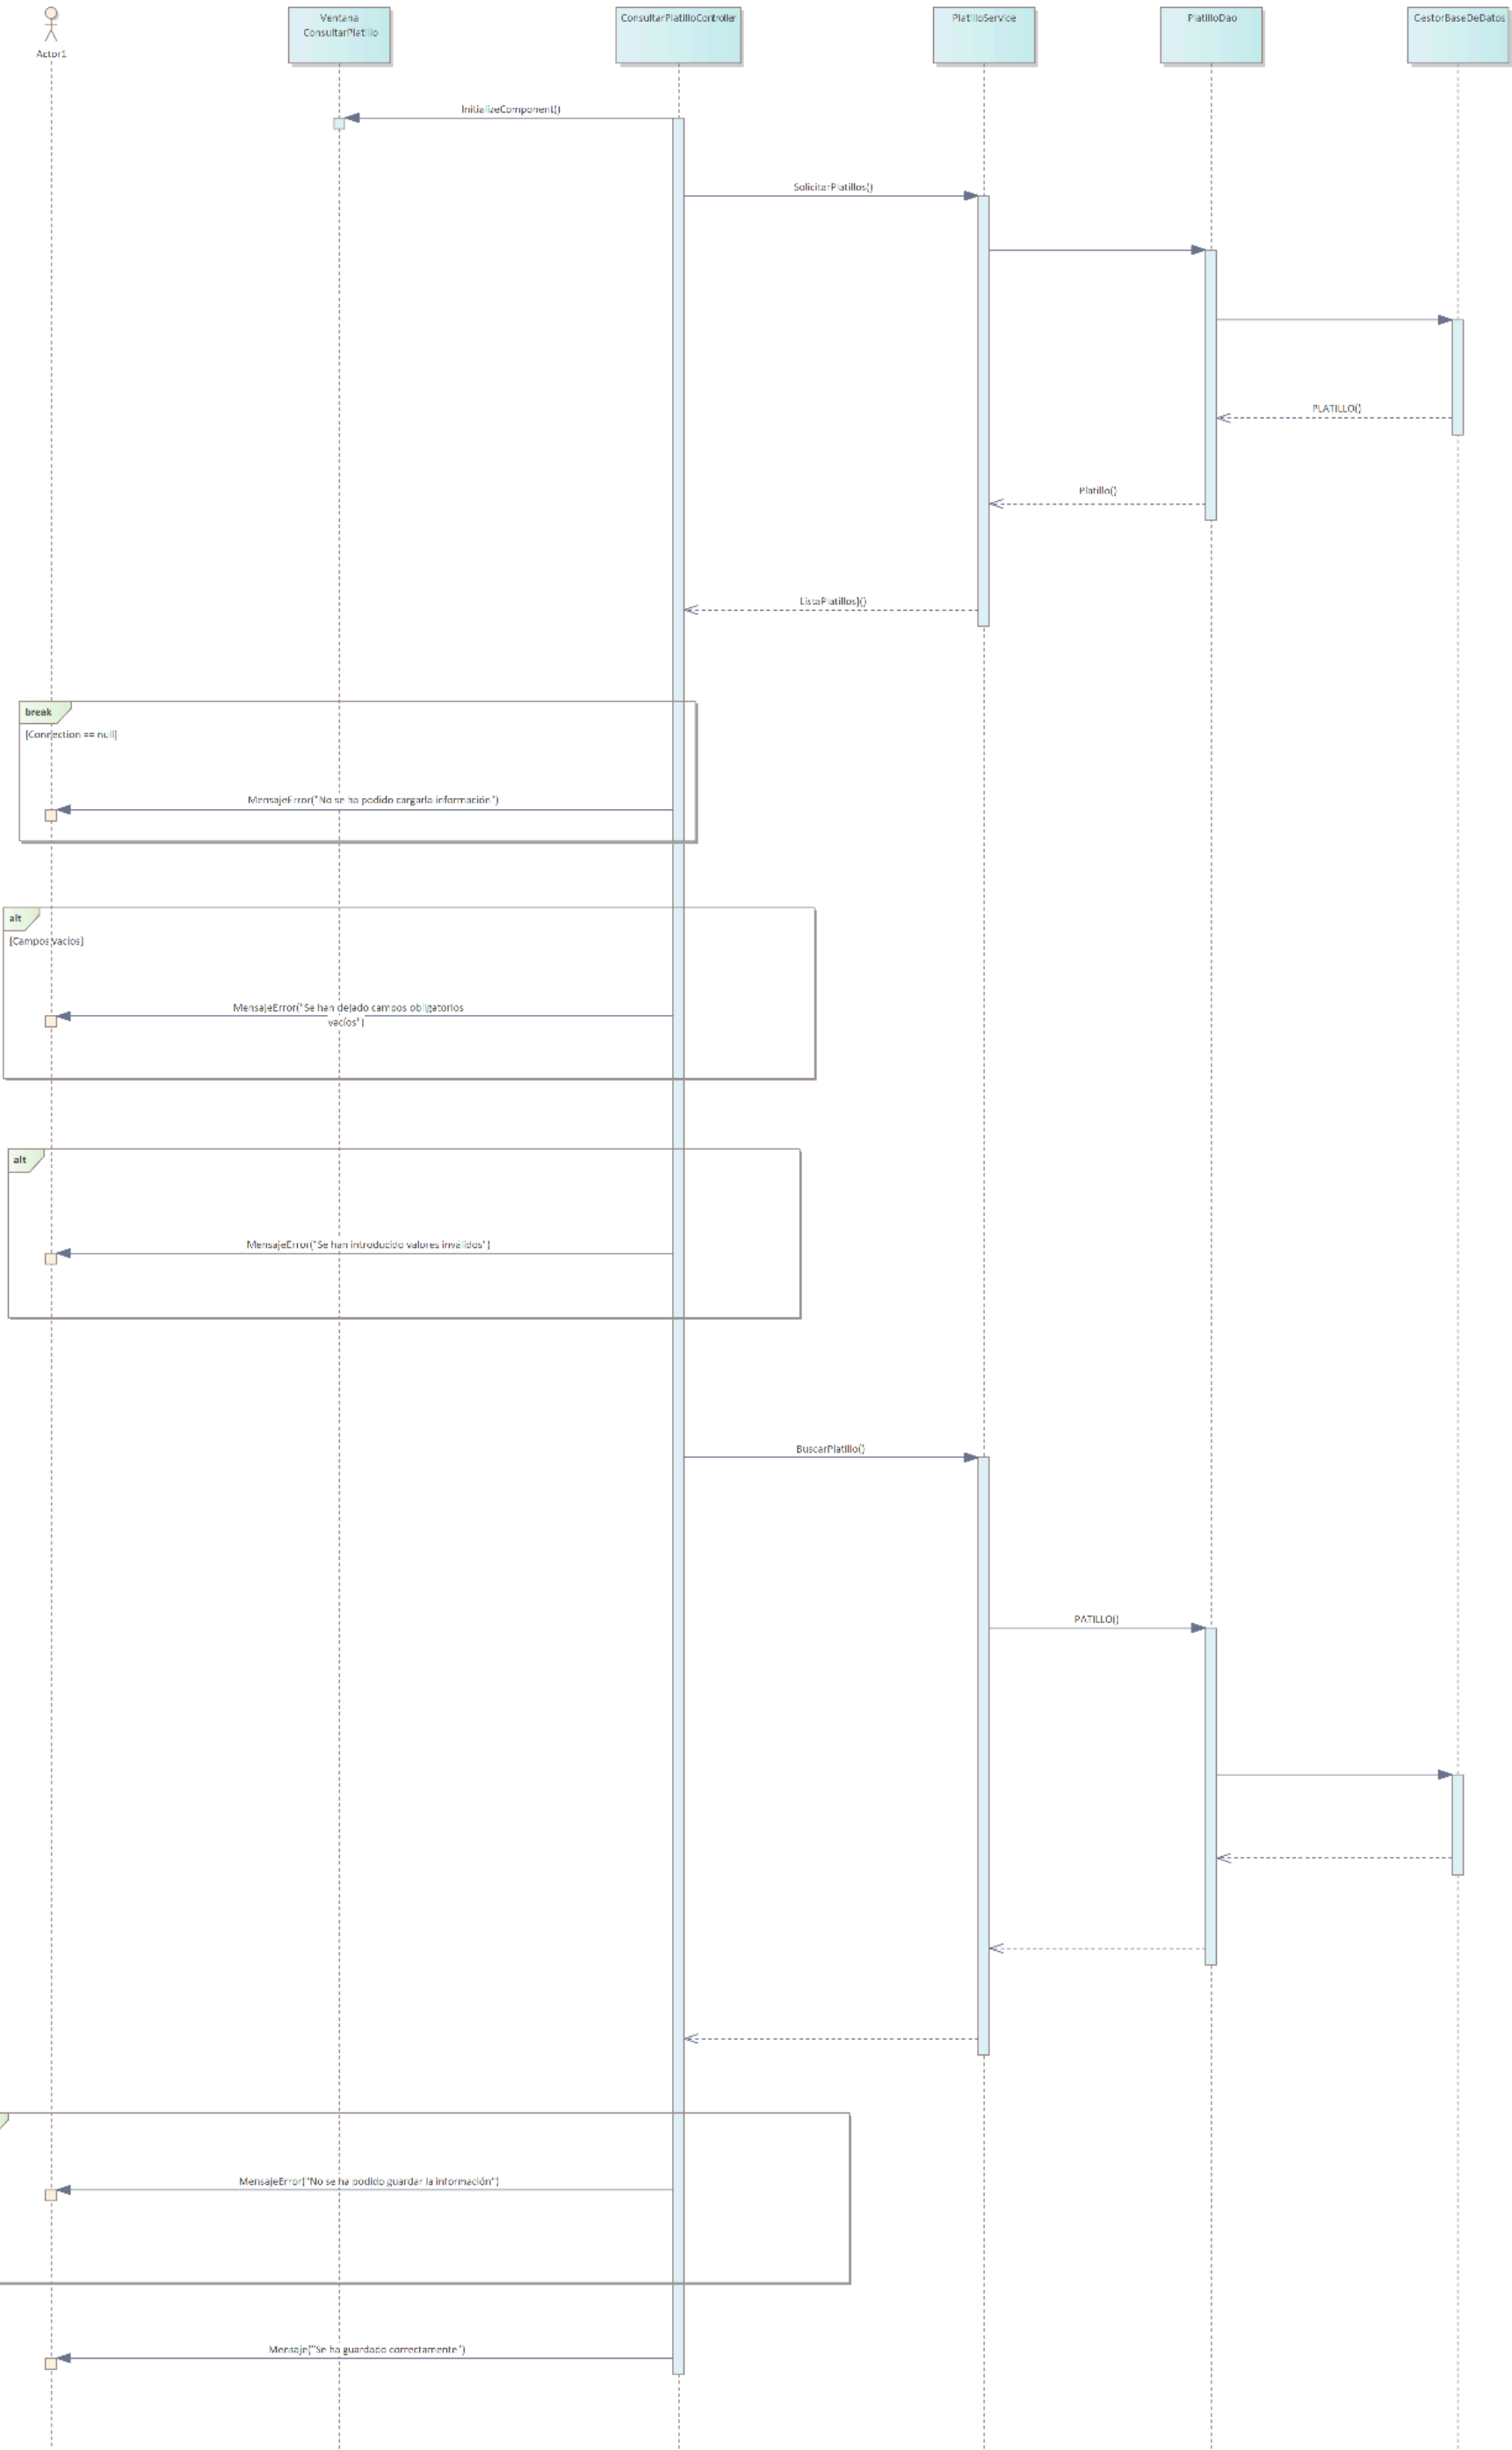 Actor1
Ventana
ConsultarPlatillo
ConsultarPlatilloController
PlatilloService
PlatilloDao
GestorBaseDeDatos
InitializeComponent()
SolicitarPlatillos()
PLATILLO()
Platillo()
ListaPlatillos]()
break
[Connection == null]
MensajeError("No se ha podido cargarla información")
alt
[Campos vacíos]
MensajeError("Se han dejado campos obligatorios
vacíos")
alt
MensajeError("Se han introducido valores inválidos")
BuscarPlatillo()
PATILLO()
MensajeError("No se ha podido guardar la información")
Mensaje("Se ha guardado correctamente")